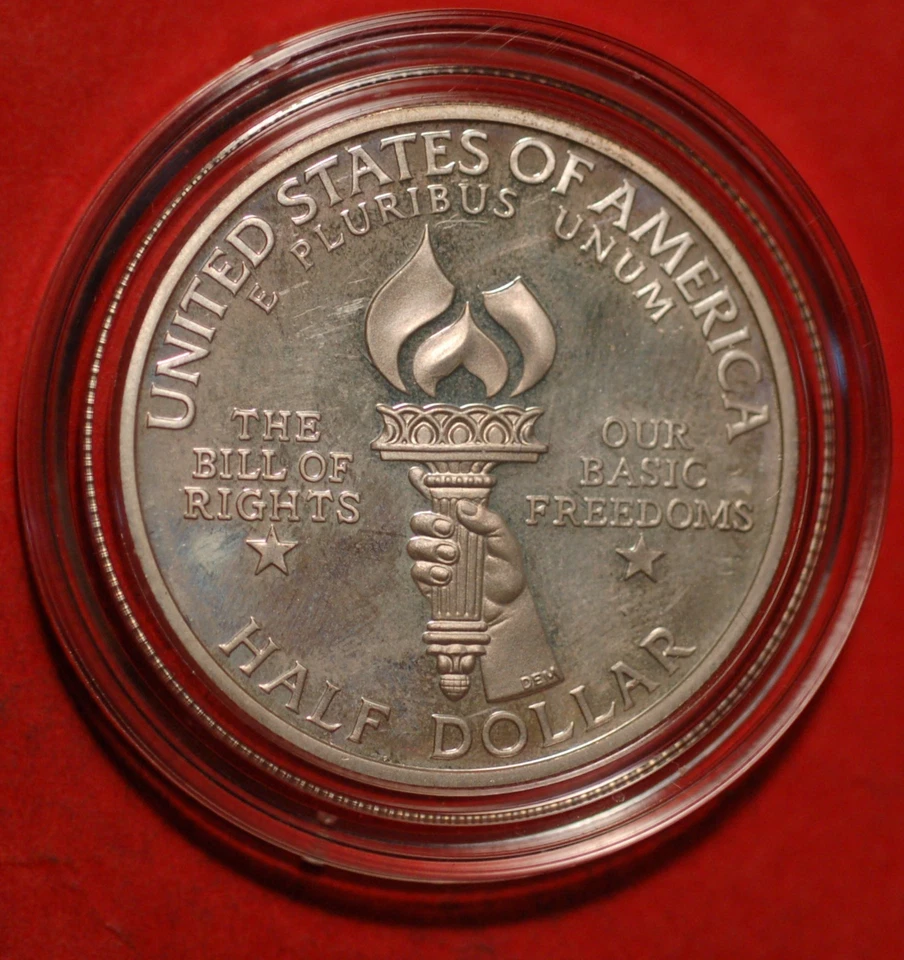 UNITED STATES OF AMERICA
E PLURIBUS UNUM
THE
BILL OF
RIGHTS
OUR
BASIC
FREEDOMS
DEM
HALF DOLLAR